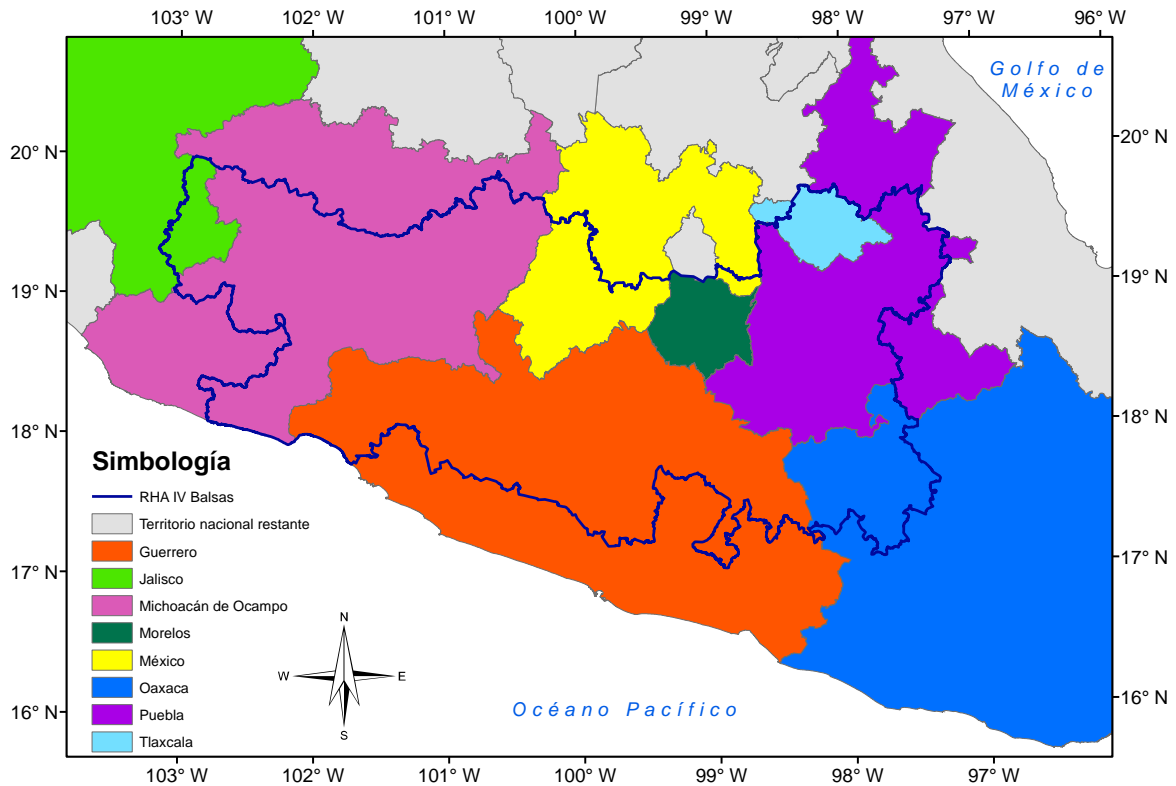 103° W 102° W 101° W 100° W 99° W 98° W 97° W 96° W
Golfo de
México
20° N 20° N
19° N 19° N
18° N 18° N
Simbología
RHA IV Balsas
Territorio nacional restante
Guerrero
17° N 17° N
Jalisco
Michoacán de Ocampo
Morelos
México
Oaxaca
Puebla
Tlaxcala
N
W E
S
Océano Pacífico
16° N 16° N
103° W 102° W 101° W 100° W 99° W 98° W 97° W